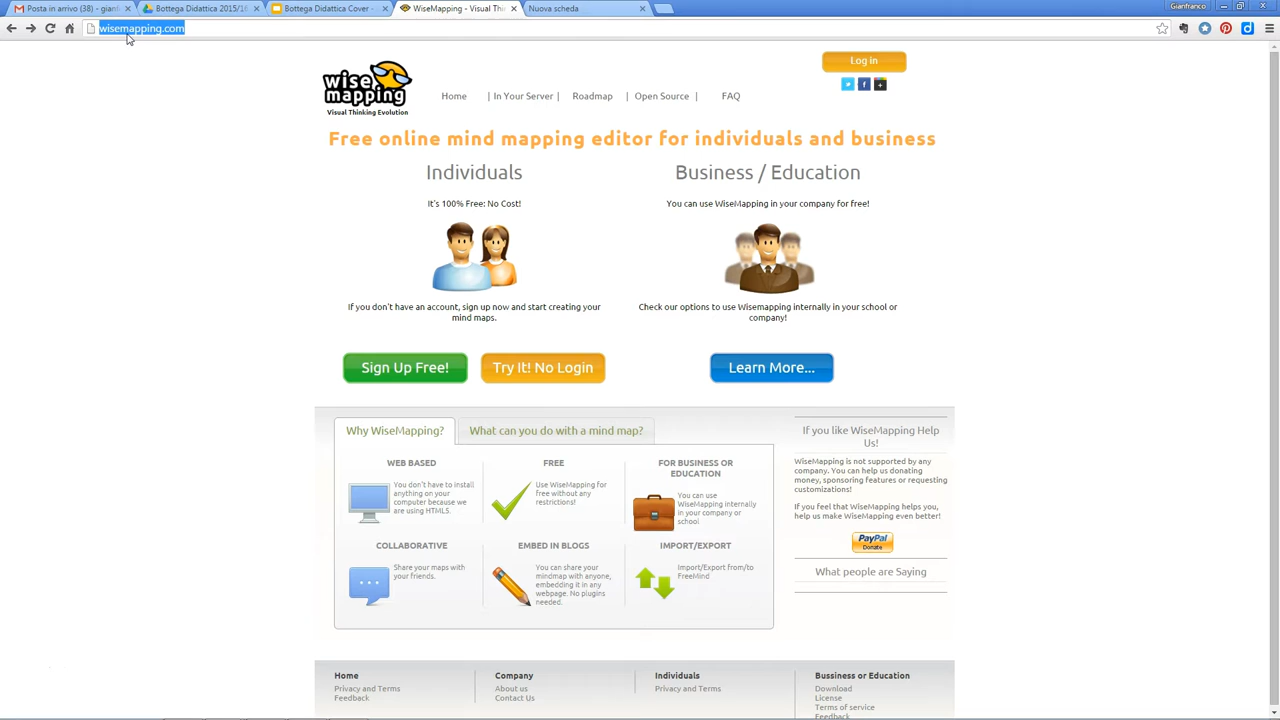 Posta in arrivo (38) - gianf
Bottega Didattica 2015/16
Bottega Didattica Cover -
WiseMapping - Visual Thi
Nuova scheda
Gianfranco
wisemapping.com
wise mapping
Visual Thinking Evolution
Home | In Your Server | Roadmap | Open Source | FAQ
Log in
Free online mind mapping editor for individuals and business
Individuals
It's 100% Free: No Cost!
If you don't have an account, sign up now and start creating your
mind maps.
Sign Up Free!
Try It! No Login
Business / Education
You can use WiseMapping in your company for free!
Check our options to use Wisemapping internally in your school or
company!
Learn More...
Why WiseMapping?
What can you do with a mind map?
WEB BASED
You don't have to install
anything on your
computer because we
are using HTML5.
FREE
Use WiseMapping for
free without any
restrictions!
FOR BUSINESS OR
EDUCATION
You can use
WiseMapping internally
in your company or
school
COLLABORATIVE
Share your maps with
your friends.
EMBED IN BLOGS
You can share your
mindmap with anyone,
embedding it in any
webpage. No plugins
needed.
IMPORT/EXPORT
Import/Export from/to
FreeMind
If you like WiseMapping Help
Us!
WiseMapping is not supported by any
company. You can help us donating
money, sponsoring features or requesting
customizations!
If you feel that WiseMapping helps you,
help us make WiseMapping even better!
PayPal
Donate
What people are Saying
Home
Privacy and Terms
Feedback
Company
About us
Contact Us
Individuals
Privacy and Terms
Bussiness or Education
Download
License
Terms of service
Feedback